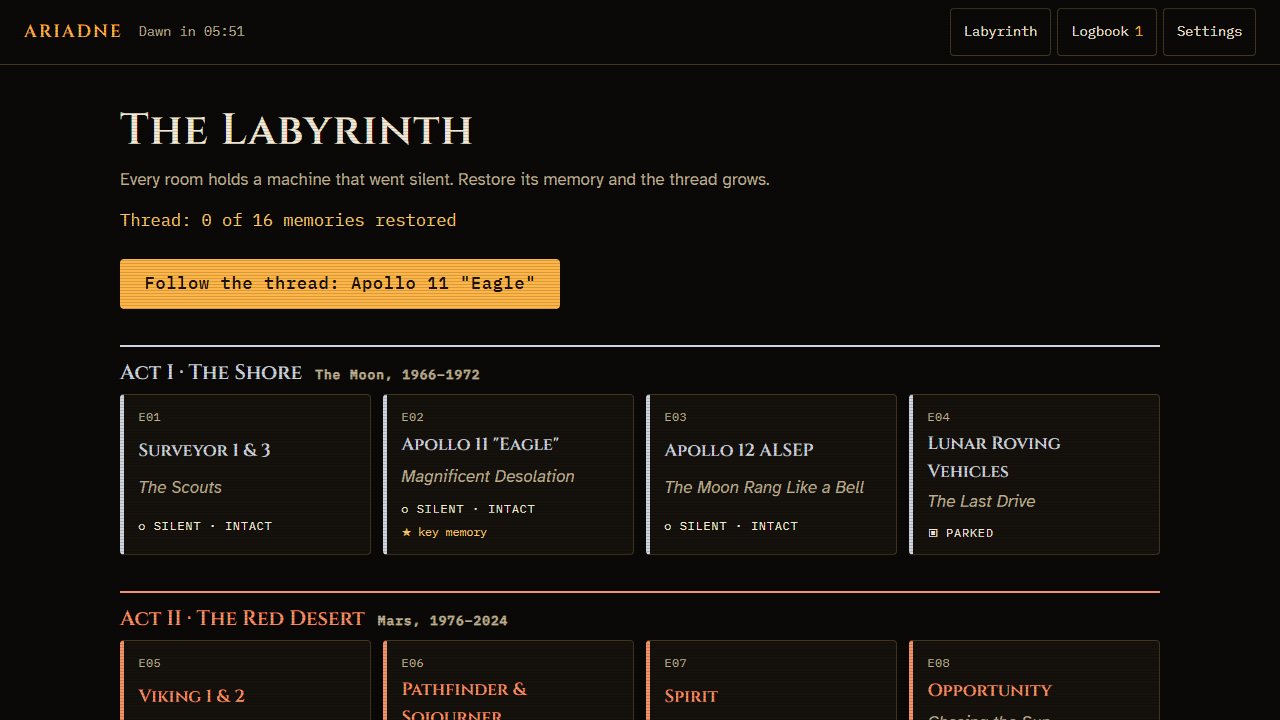 ARIADNE Dawn in 05:51 Labyrinth Logbook 1 Settings
The Labyrinth
Every room holds a machine that went silent. Restore its memory and the thread grows.
Thread: 0 of 16 memories restored
Follow the thread: Apollo 11 "Eagle"
Act I · The Shore The Moon, 1966–1972
E01
Surveyor 1 & 3
The Scouts
○ SILENT · INTACT
E02
Apollo 11 "Eagle"
Magnificent Desolation
○ SILENT · INTACT
★ key memory
E03
Apollo 12 ALSEP
The Moon Rang Like a Bell
○ SILENT · INTACT
E04
Lunar Roving
Vehicles
The Last Drive
▣ PARKED
Act II · The Red Desert Mars, 1976–2024
E05
Viking 1 & 2
E06
Pathfinder &
Sojourner
E07
Spirit
E08
Opportunity
Chasing the Sun